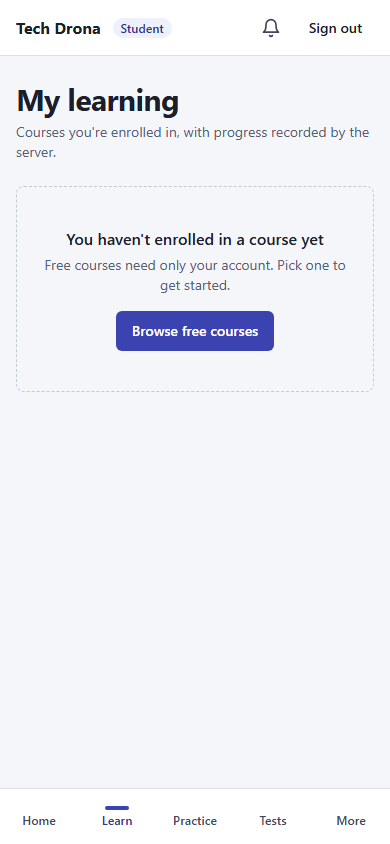 Tech Drona
Student
Sign out
My learning
Courses you're enrolled in, with progress recorded by the
server.
You haven't enrolled in a course yet
Free courses need only your account. Pick one to
get started.
Browse free courses
Home
Learn
Practice
Tests
More